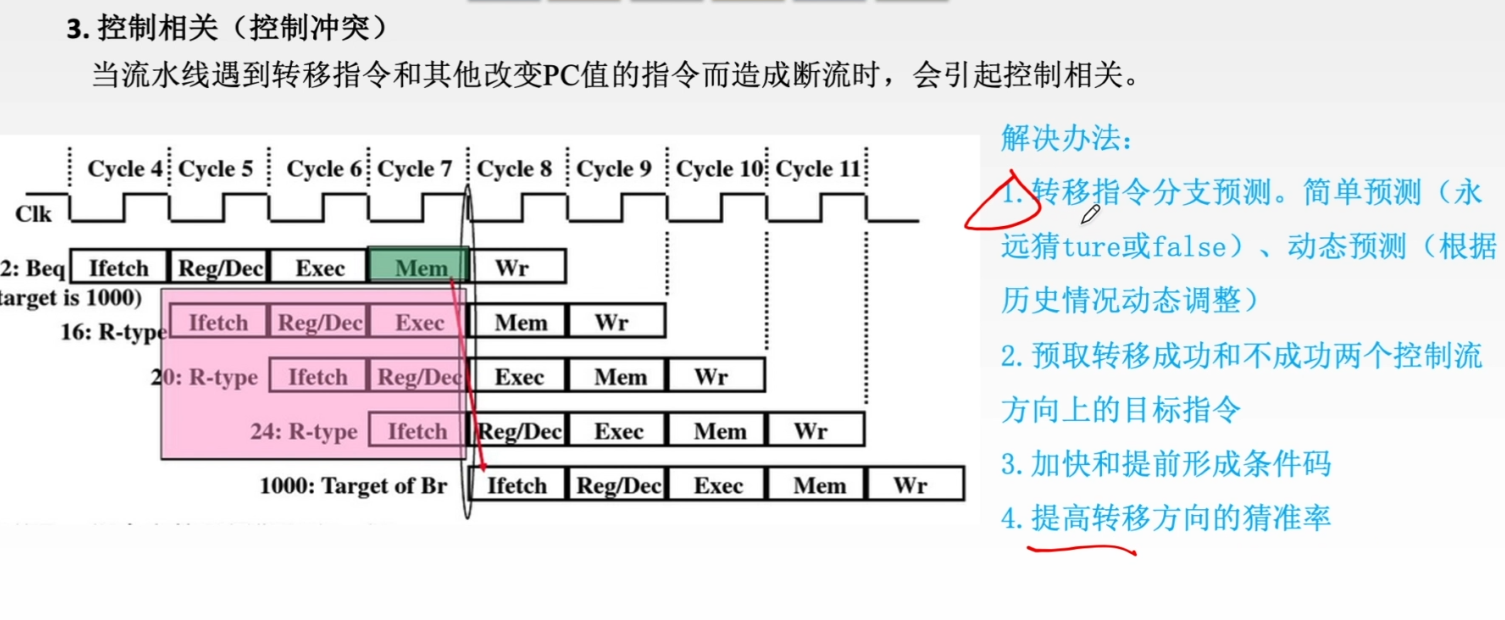 3. 控制相关（控制冲突）
当流水线遇到转移指令和其他改变PC值的指令而造成断流时，会引起控制相关。
Cycle 4 Cycle 5 Cycle 6 Cycle 7 Cycle 8 Cycle 9 Cycle 10 Cycle 11
Clk
2: Beq Ifetch Reg/Dec Exec Mem Wr
target is 1000)
16: R-type Ifetch Reg/Dec Exec Mem Wr
20: R-type Ifetch Reg/Dec Exec Mem Wr
24: R-type Ifetch Reg/Dec Exec Mem Wr
1000: Target of Br Ifetch Reg/Dec Exec Mem Wr
解决办法:
1.转移指令分支预测。简单预测（永
远猜ture或false）、动态预测（根据
历史情况动态调整）
2.预取转移成功和不成功两个控制流
方向上的目标指令
3.加快和提前形成条件码
4.提高转移方向的猜准率